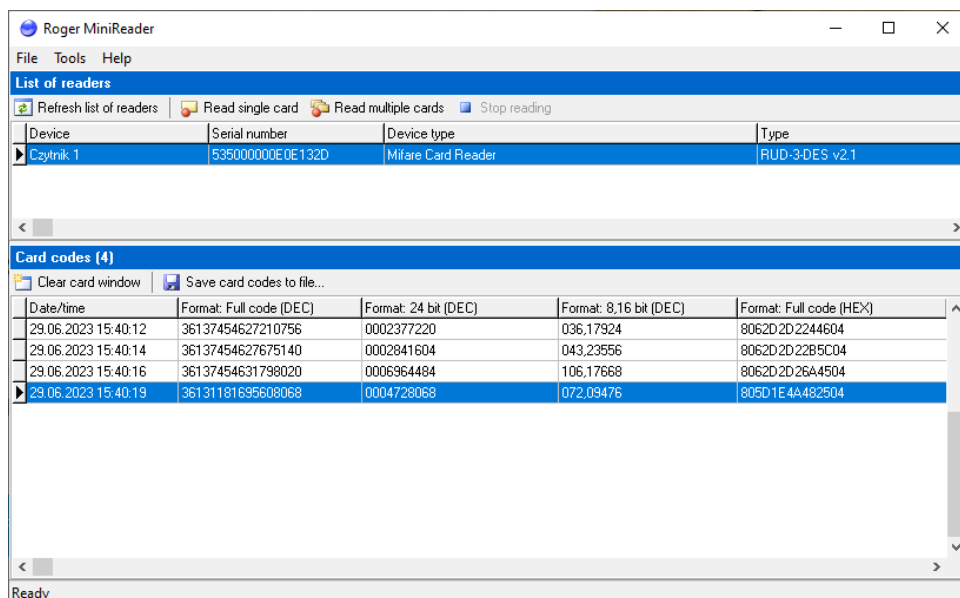 Roger MiniReader
File Tools Help
List of readers
Refresh list of readers Read single card Read multiple cards Stop reading
Device Serial number Device type Type
Czytnik 1 535000000E0E132D Mifare Card Reader RUD-3-DES v2.1
Card codes (4)
Clear card window Save card codes to file...
Date/time Format: Full code (DEC) Format: 24 bit (DEC) Format: 8,16 bit (DEC) Format: Full code (HEX)
29.06.2023 15:40:12 36137454627210756 0002377220 036,17924 8062D2D2244604
29.06.2023 15:40:14 36137454627675140 0002841604 043,23556 8062D2D22B5C04
29.06.2023 15:40:16 36137454631798020 0006964484 106,17668 8062D2D26A4504
29.06.2023 15:40:19 36131181695608068 0004728068 072,09476 805D1E4A482504
Ready